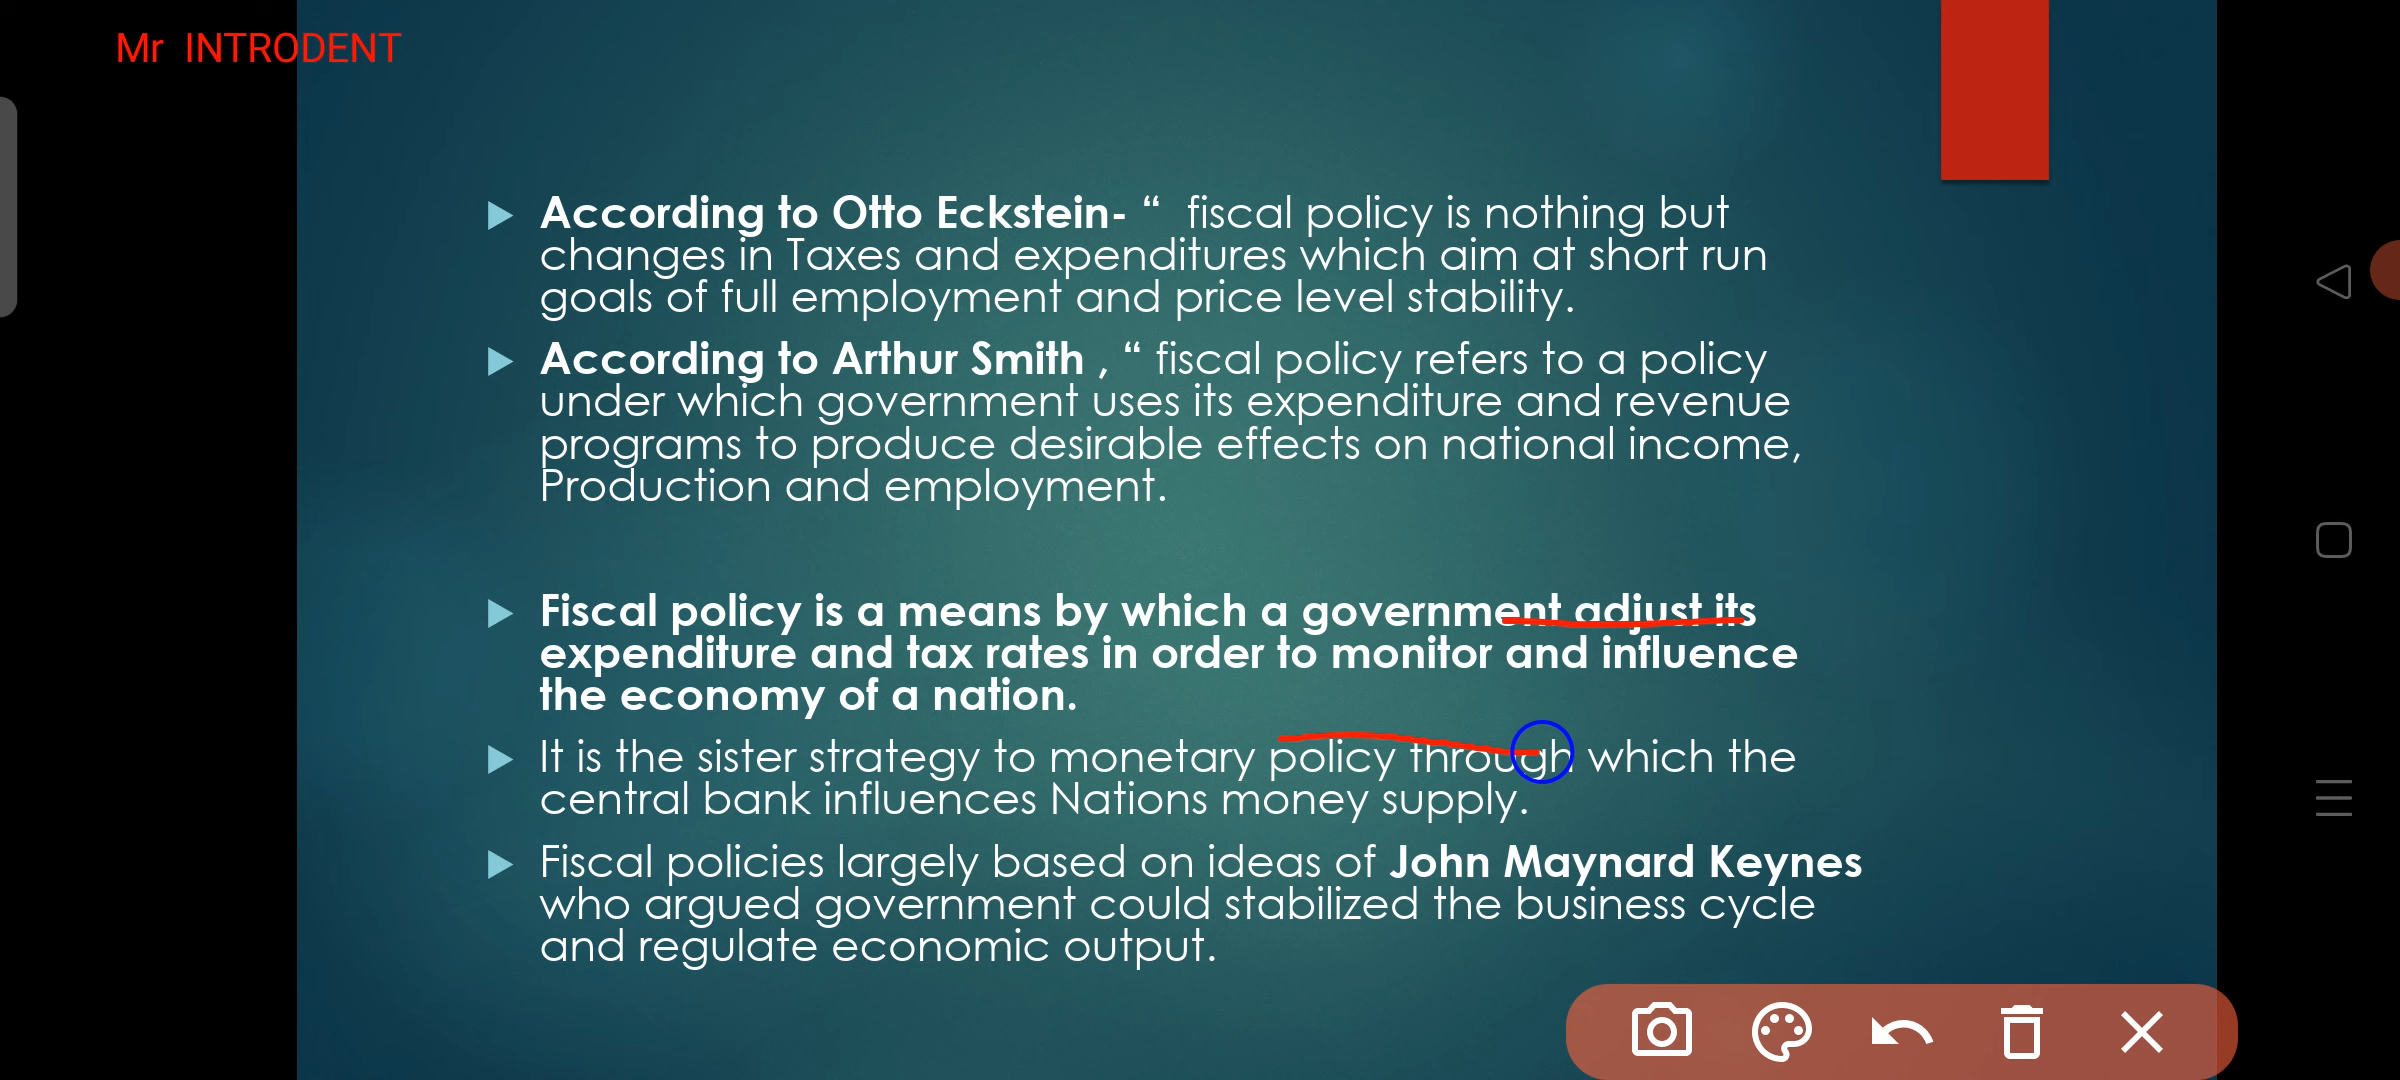 Mr INTRODENT
According to Otto Eckstein- “ fiscal policy is nothing but
changes in Taxes and expenditures which aim at short run
goals of full employment and price level stability.
According to Arthur Smith , “ fiscal policy refers to a policy
under which government uses its expenditure and revenue
programs to produce desirable effects on national income,
Production and employment.
Fiscal policy is a means by which a government adjust its
expenditure and tax rates in order to monitor and influence
the economy of a nation.
It is the sister strategy to monetary policy through which the
central bank influences Nations money supply.
Fiscal policies largely based on ideas of John Maynard Keynes
who argued government could stabilized the business cycle
and regulate economic output.